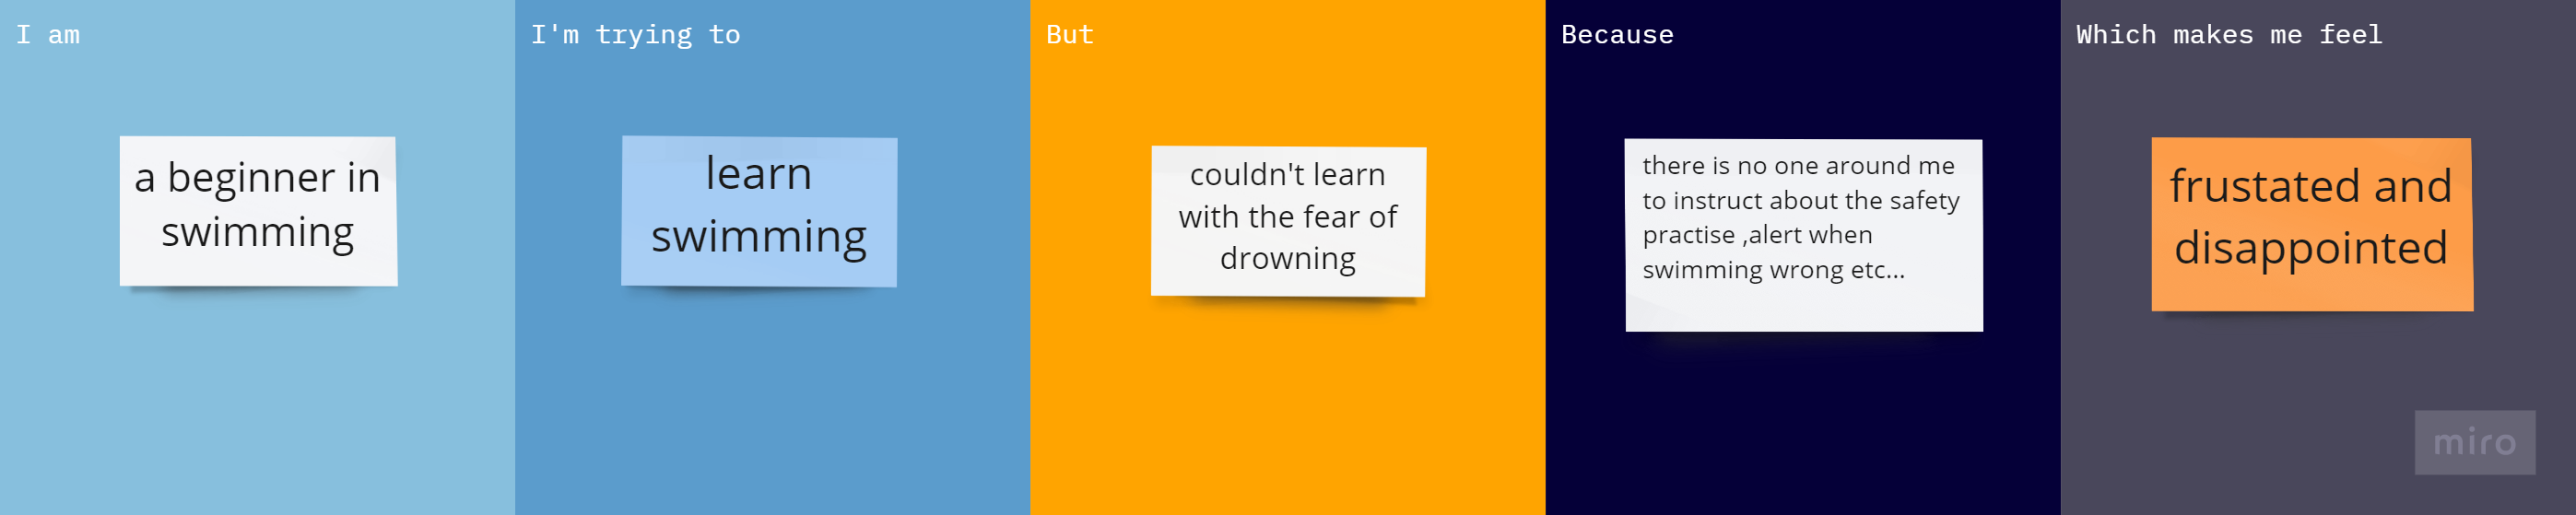 I am
a beginner in
swimming
I'm trying to
learn
swimming
But
couldn't learn
with the fear of
drowning
Because
there is no one around me
to instruct about the safety
practise ,alert when
swimming wrong etc...
Which makes me feel
frustated and
disappointed
miro